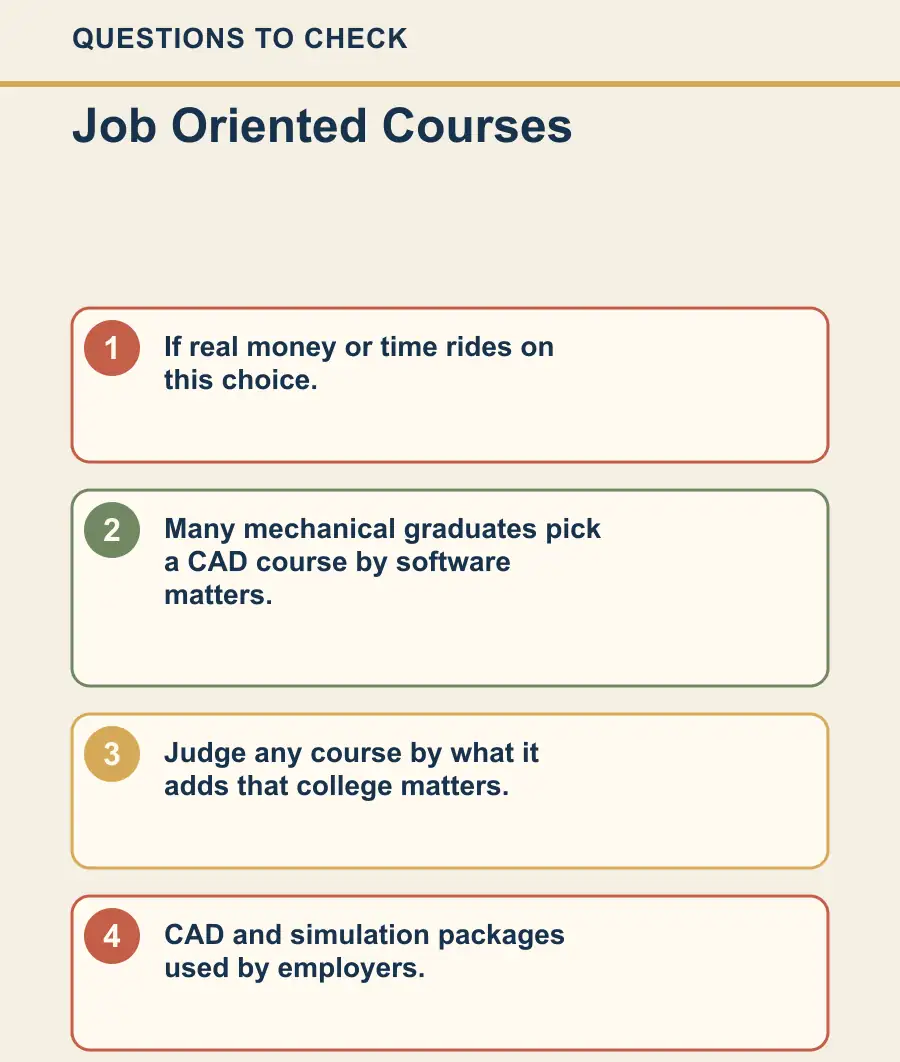 QUESTIONS TO CHECK
Job Oriented Courses
1
If real money or time rides on
this choice.
2
Many mechanical graduates pick
a CAD course by software
matters.
3
Judge any course by what it
adds that college matters.
4
CAD and simulation packages
used by employers.